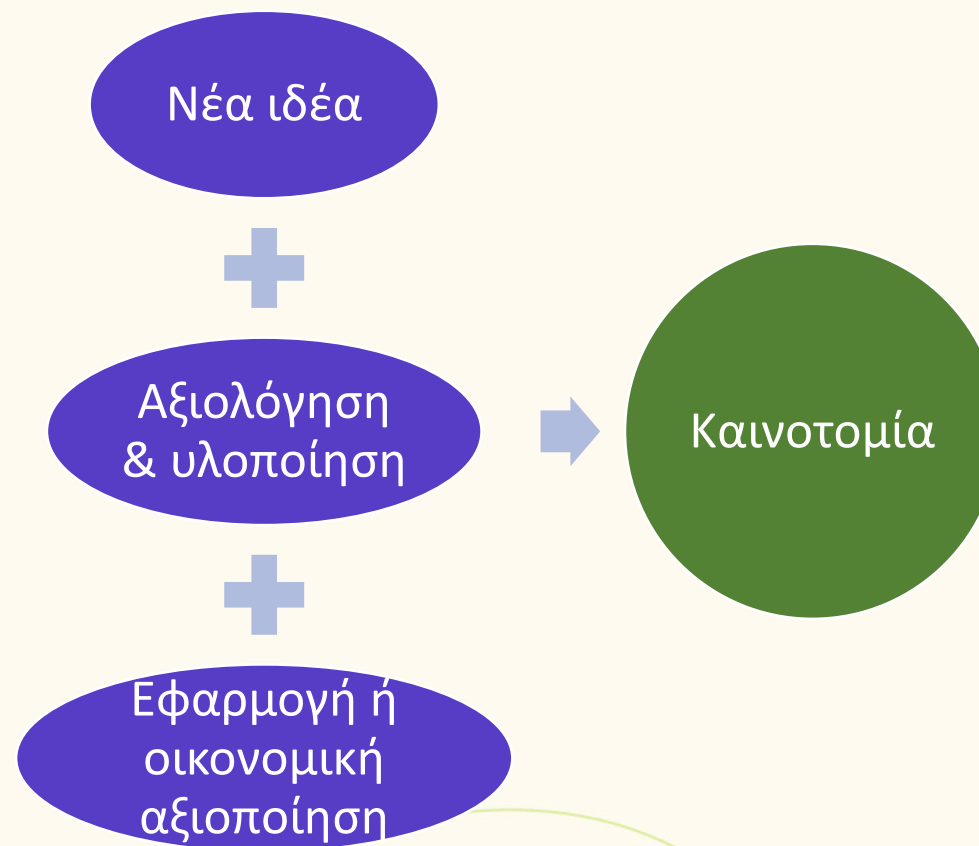 Νέα ιδέα
Αξιολόγηση
& υλοποίηση
Εφαρμογή ή
οικονομική
αξιοποίηση
Καινοτομία